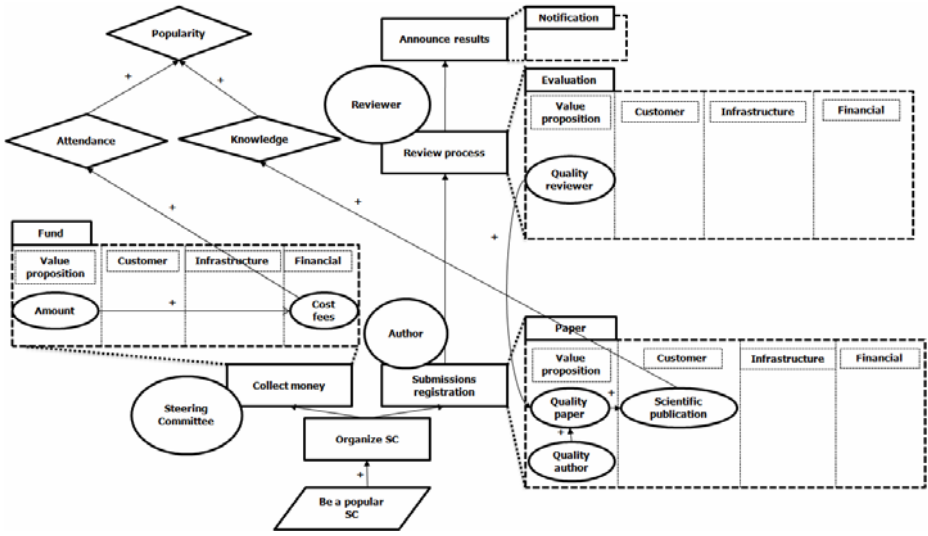 Popularity
+
+
Attendance
Knowledge
+
+
Announce results
Notification
Reviewer
Review process
Evaluation
Value
proposition
Customer
Infrastructure
Financial
Quality
reviewer
+
Fund
Value
proposition
Customer
Infrastructure
Financial
Amount
+
Cost
fees
Author
Collect money
Submissions
registration
Steering
Committee
Organize SC
+
Be a popular
SC
Paper
Value
proposition
Customer
Infrastructure
Financial
Quality
paper
+
Scientific
publication
+
Quality
author